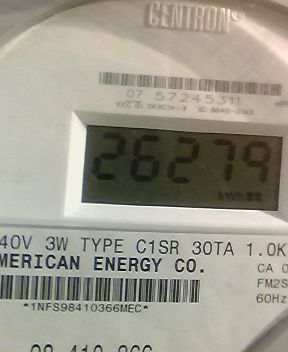 CENTRON®
07 57245311
26279
kWh
40V 3W TYPE C1SR 30TA 1.0K
MERICAN ENERGY CO.
CA 0
FM2S
60Hz
*1NFS98410366MEC*